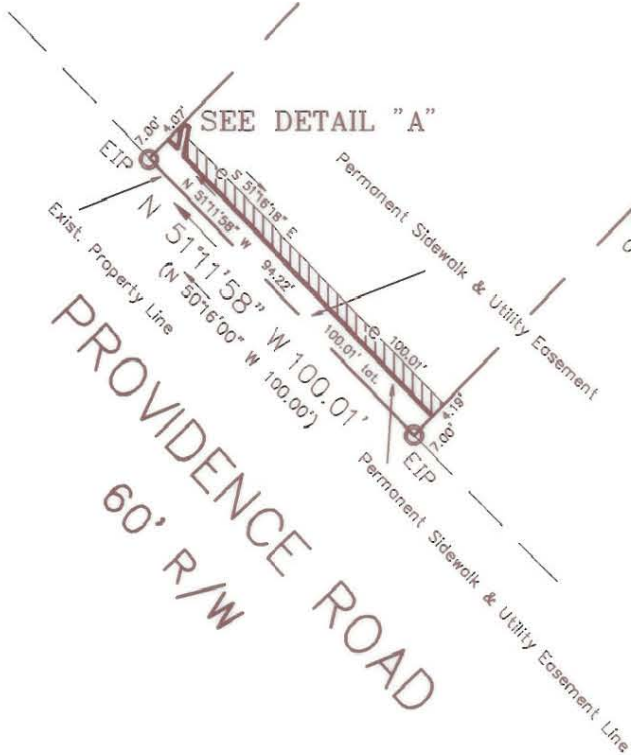 7.00'
4.07'
SEE DETAIL "A"
EIP
S 51°16'18" E
N 51°11'58" W
94.22'
Permanent Sidewalk & Utility Easement
Exist. Property Line
N 51°11'58" W 100.01'
(N 50°16'00" W 100.00')
e
e
100.01'
100.01' tot.
4.19'
7.00'
EIP
Permanent Sidewalk & Utility Easement Line
PROVIDENCE ROAD
60' R/W